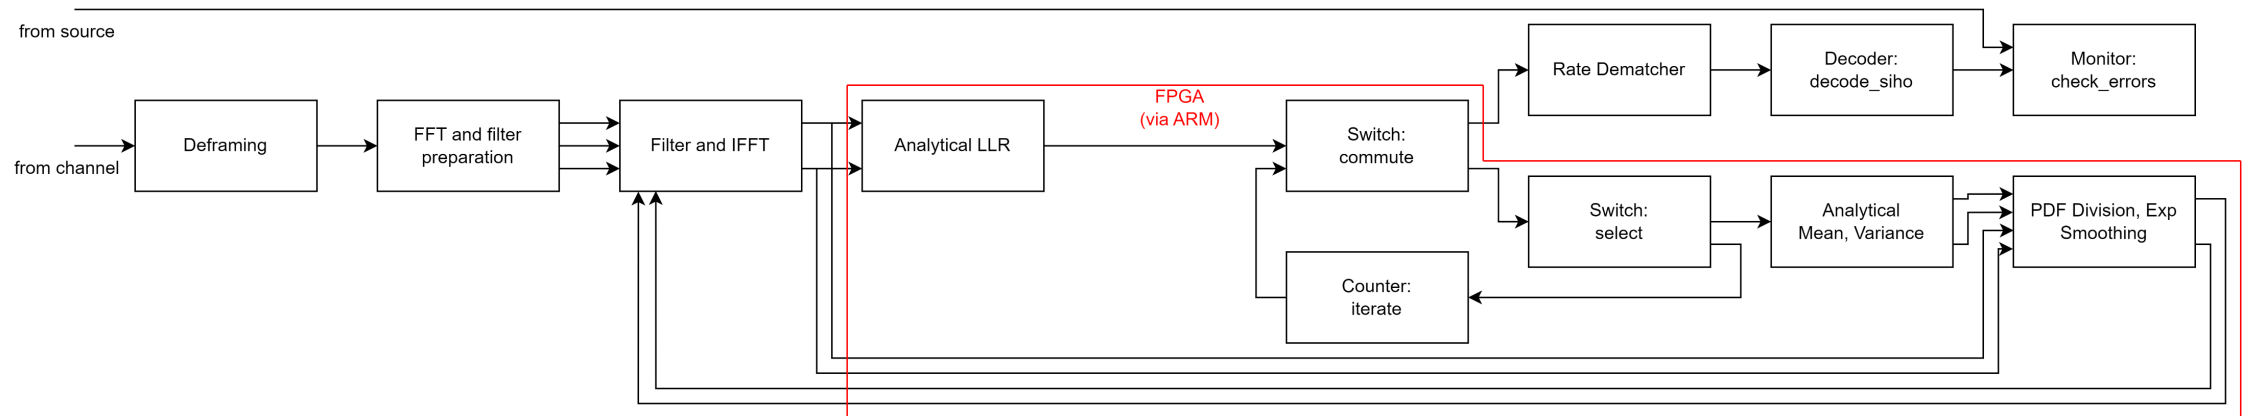 from source
from channel
Deframing
FFT and filter
preparation
Filter and IFFT
Analytical LLR
FPGA
(via ARM)
Switch:
commute
Counter:
iterate
Rate Dematcher
Decoder:
decode_siho
Monitor:
check_errors
Switch:
select
Analytical
Mean, Variance
PDF Division, Exp
Smoothing